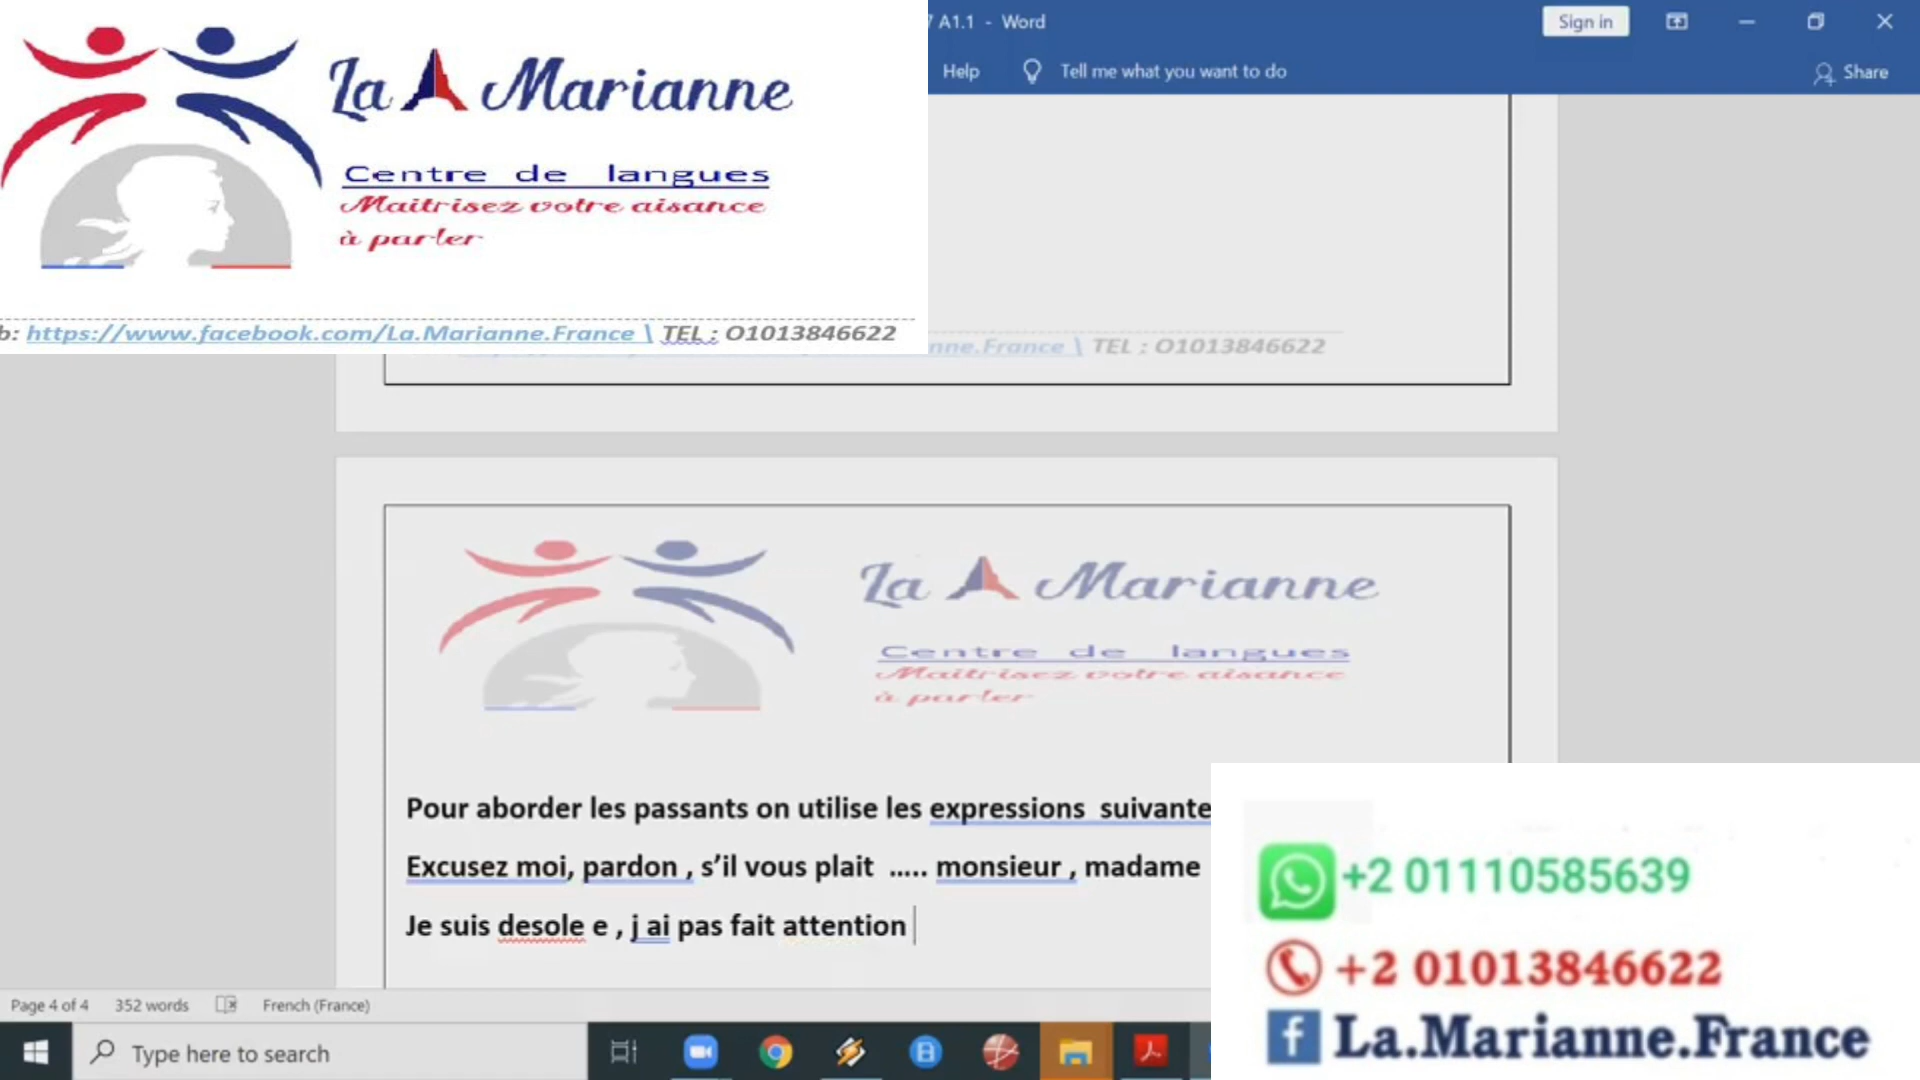 La Marianne
Centre de langues
Maitrisez votre aisance
à parler
b: https://www.facebook.com/La.Marianne.France \ TEL : O1013846622
7 A1.1 - Word
Sign in
Help
Tell me what you want to do
Share
nne.France \ TEL : O1013846622
La Marianne
Centre de langues
Maitrisez votre aisance
à parler
Pour aborder les passants on utilise les expressions suivante
Excusez moi, pardon , s’il vous plait ..... monsieur , madame
Je suis desole e , j ai pas fait attention
+2 01110585639
+2 01013846622
La.Marianne.France
Page 4 of 4 352 words French (France)
Type here to search